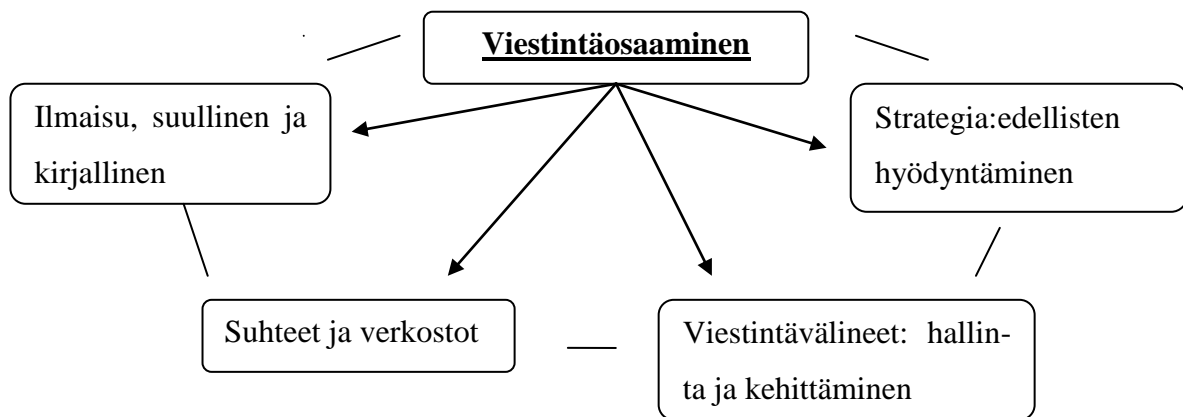 Viestintäosaaminen
Ilmaisu, suullinen ja
kirjallinen
Strategia:edellisten
hyödyntäminen
Suhteet ja verkostot
Viestintävälineet: hallin-
ta ja kehittäminen